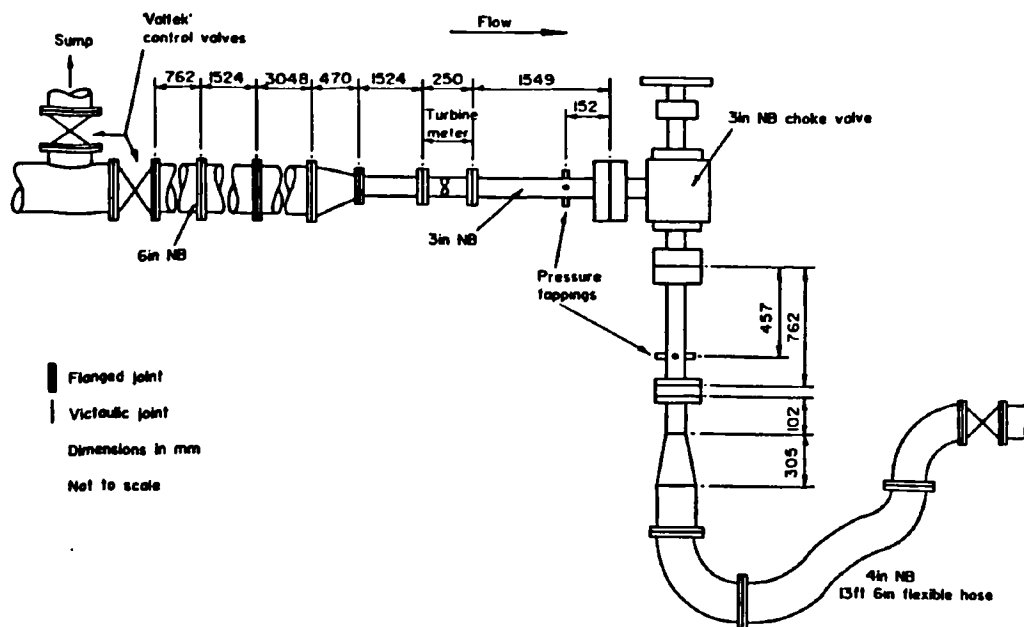 'Valtek'
control valves
Sump
Flow
762
1524
3048
470
1524
250
1549
152
Turbine
meter
3in NB choke valve
6in NB
3in NB
Pressure
tappings
457
762
102
305
Flanged joint
Victaulic joint
Dimensions in mm
Not to scale
4in NB
13ft 6in flexible hose